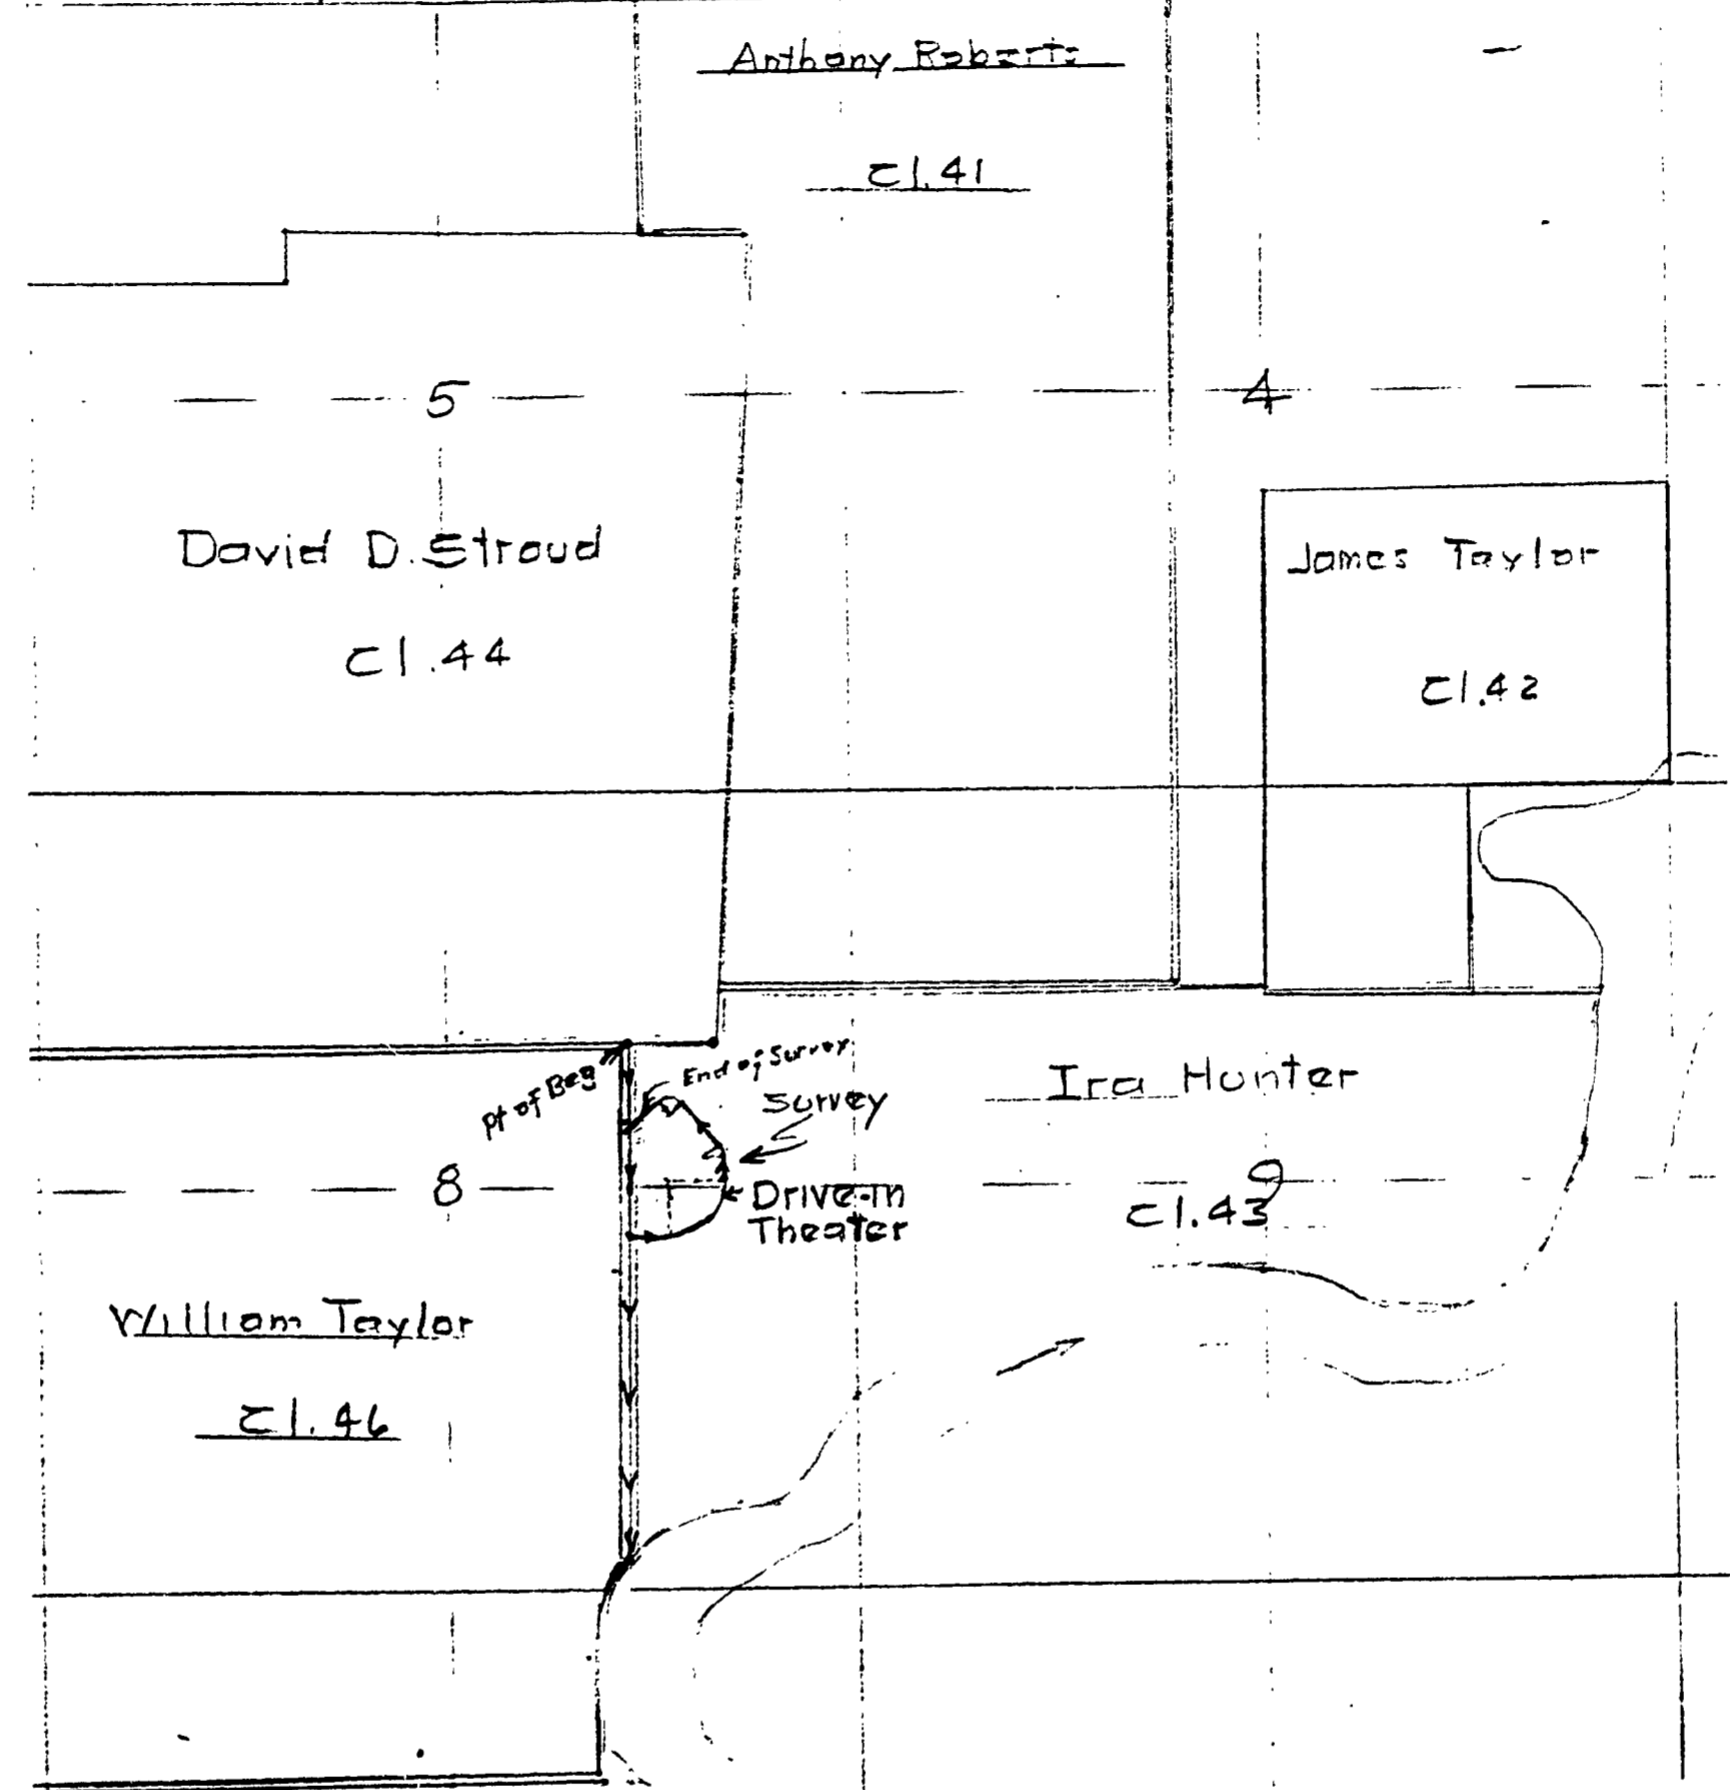 Anthony Roberts
cl. 41
5
4
David D. Stroud
cl. 44
James Taylor
cl. 42
Pt of Beg
End of Survey
Survey
Ira Hunter
8
9
Drive-in
Theater
cl. 43
William Taylor
cl. 46